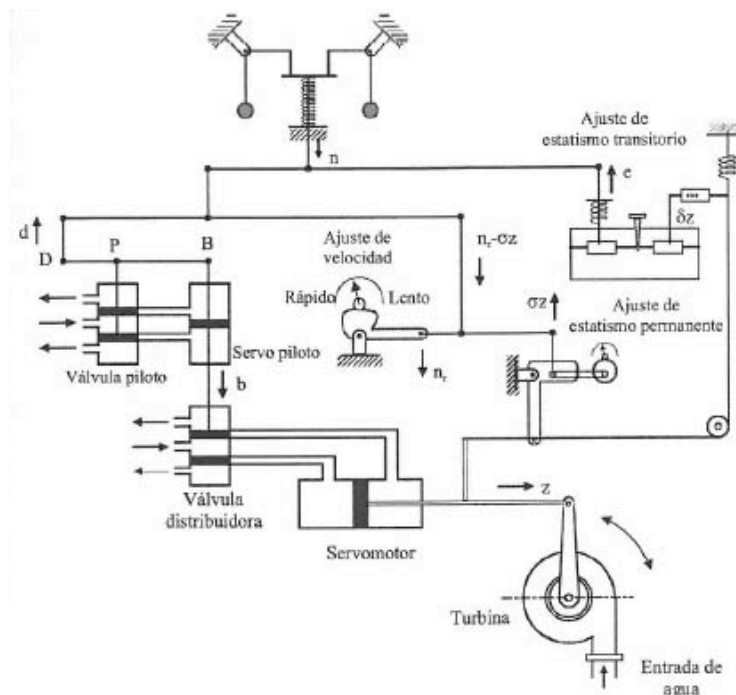 Ajuste de
estatismo transitorio
n
e
δz
d
D
P
B
Ajuste de
velocidad
n_r-σz
Rápido
Lento
σz
Ajuste de
estatismo permanente
Válvula piloto
Servo piloto
n_r
b
Válvula
distribuidora
z
Servomotor
Turbina
Entrada de
agua